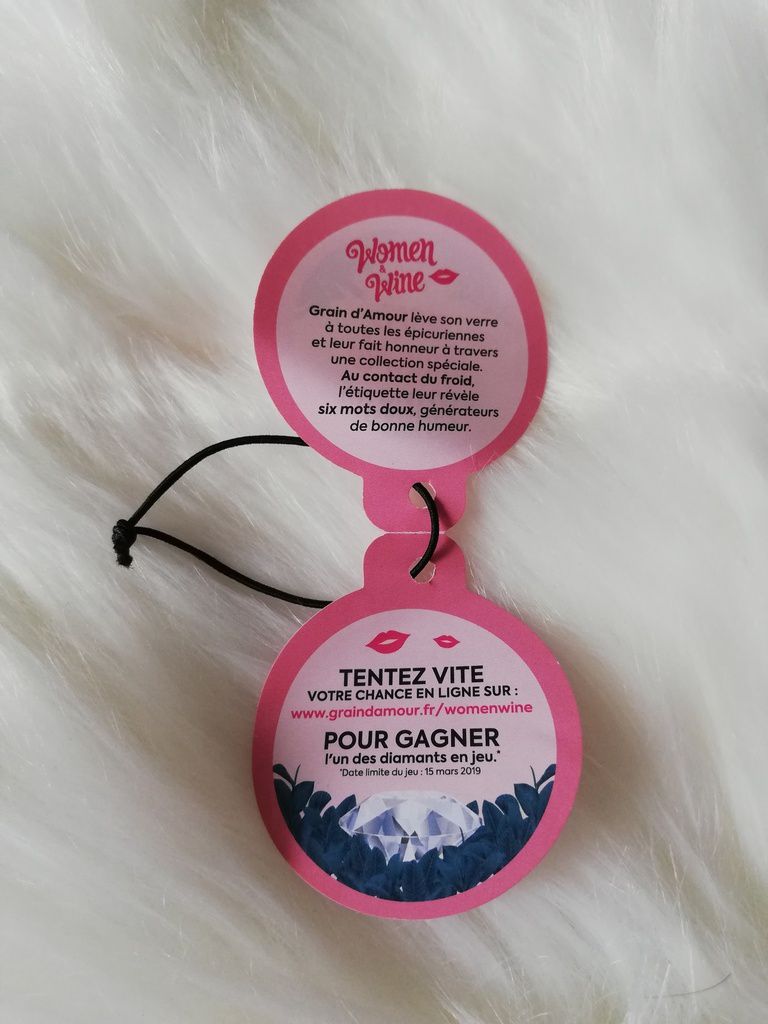 Women
&
Wine
Grain d'Amour lève son verre
à toutes les épicuriennes
et leur fait honneur à travers
une collection spéciale.
Au contact du froid,
l'étiquette leur révèle
six mots doux, générateurs
de bonne humeur.
TENTEZ VITE
VOTRE CHANCE EN LIGNE SUR :
www.graindamour.fr/womenwine
POUR GAGNER
l'un des diamants en jeu.*
*Date limite du jeu : 15 mars 2019